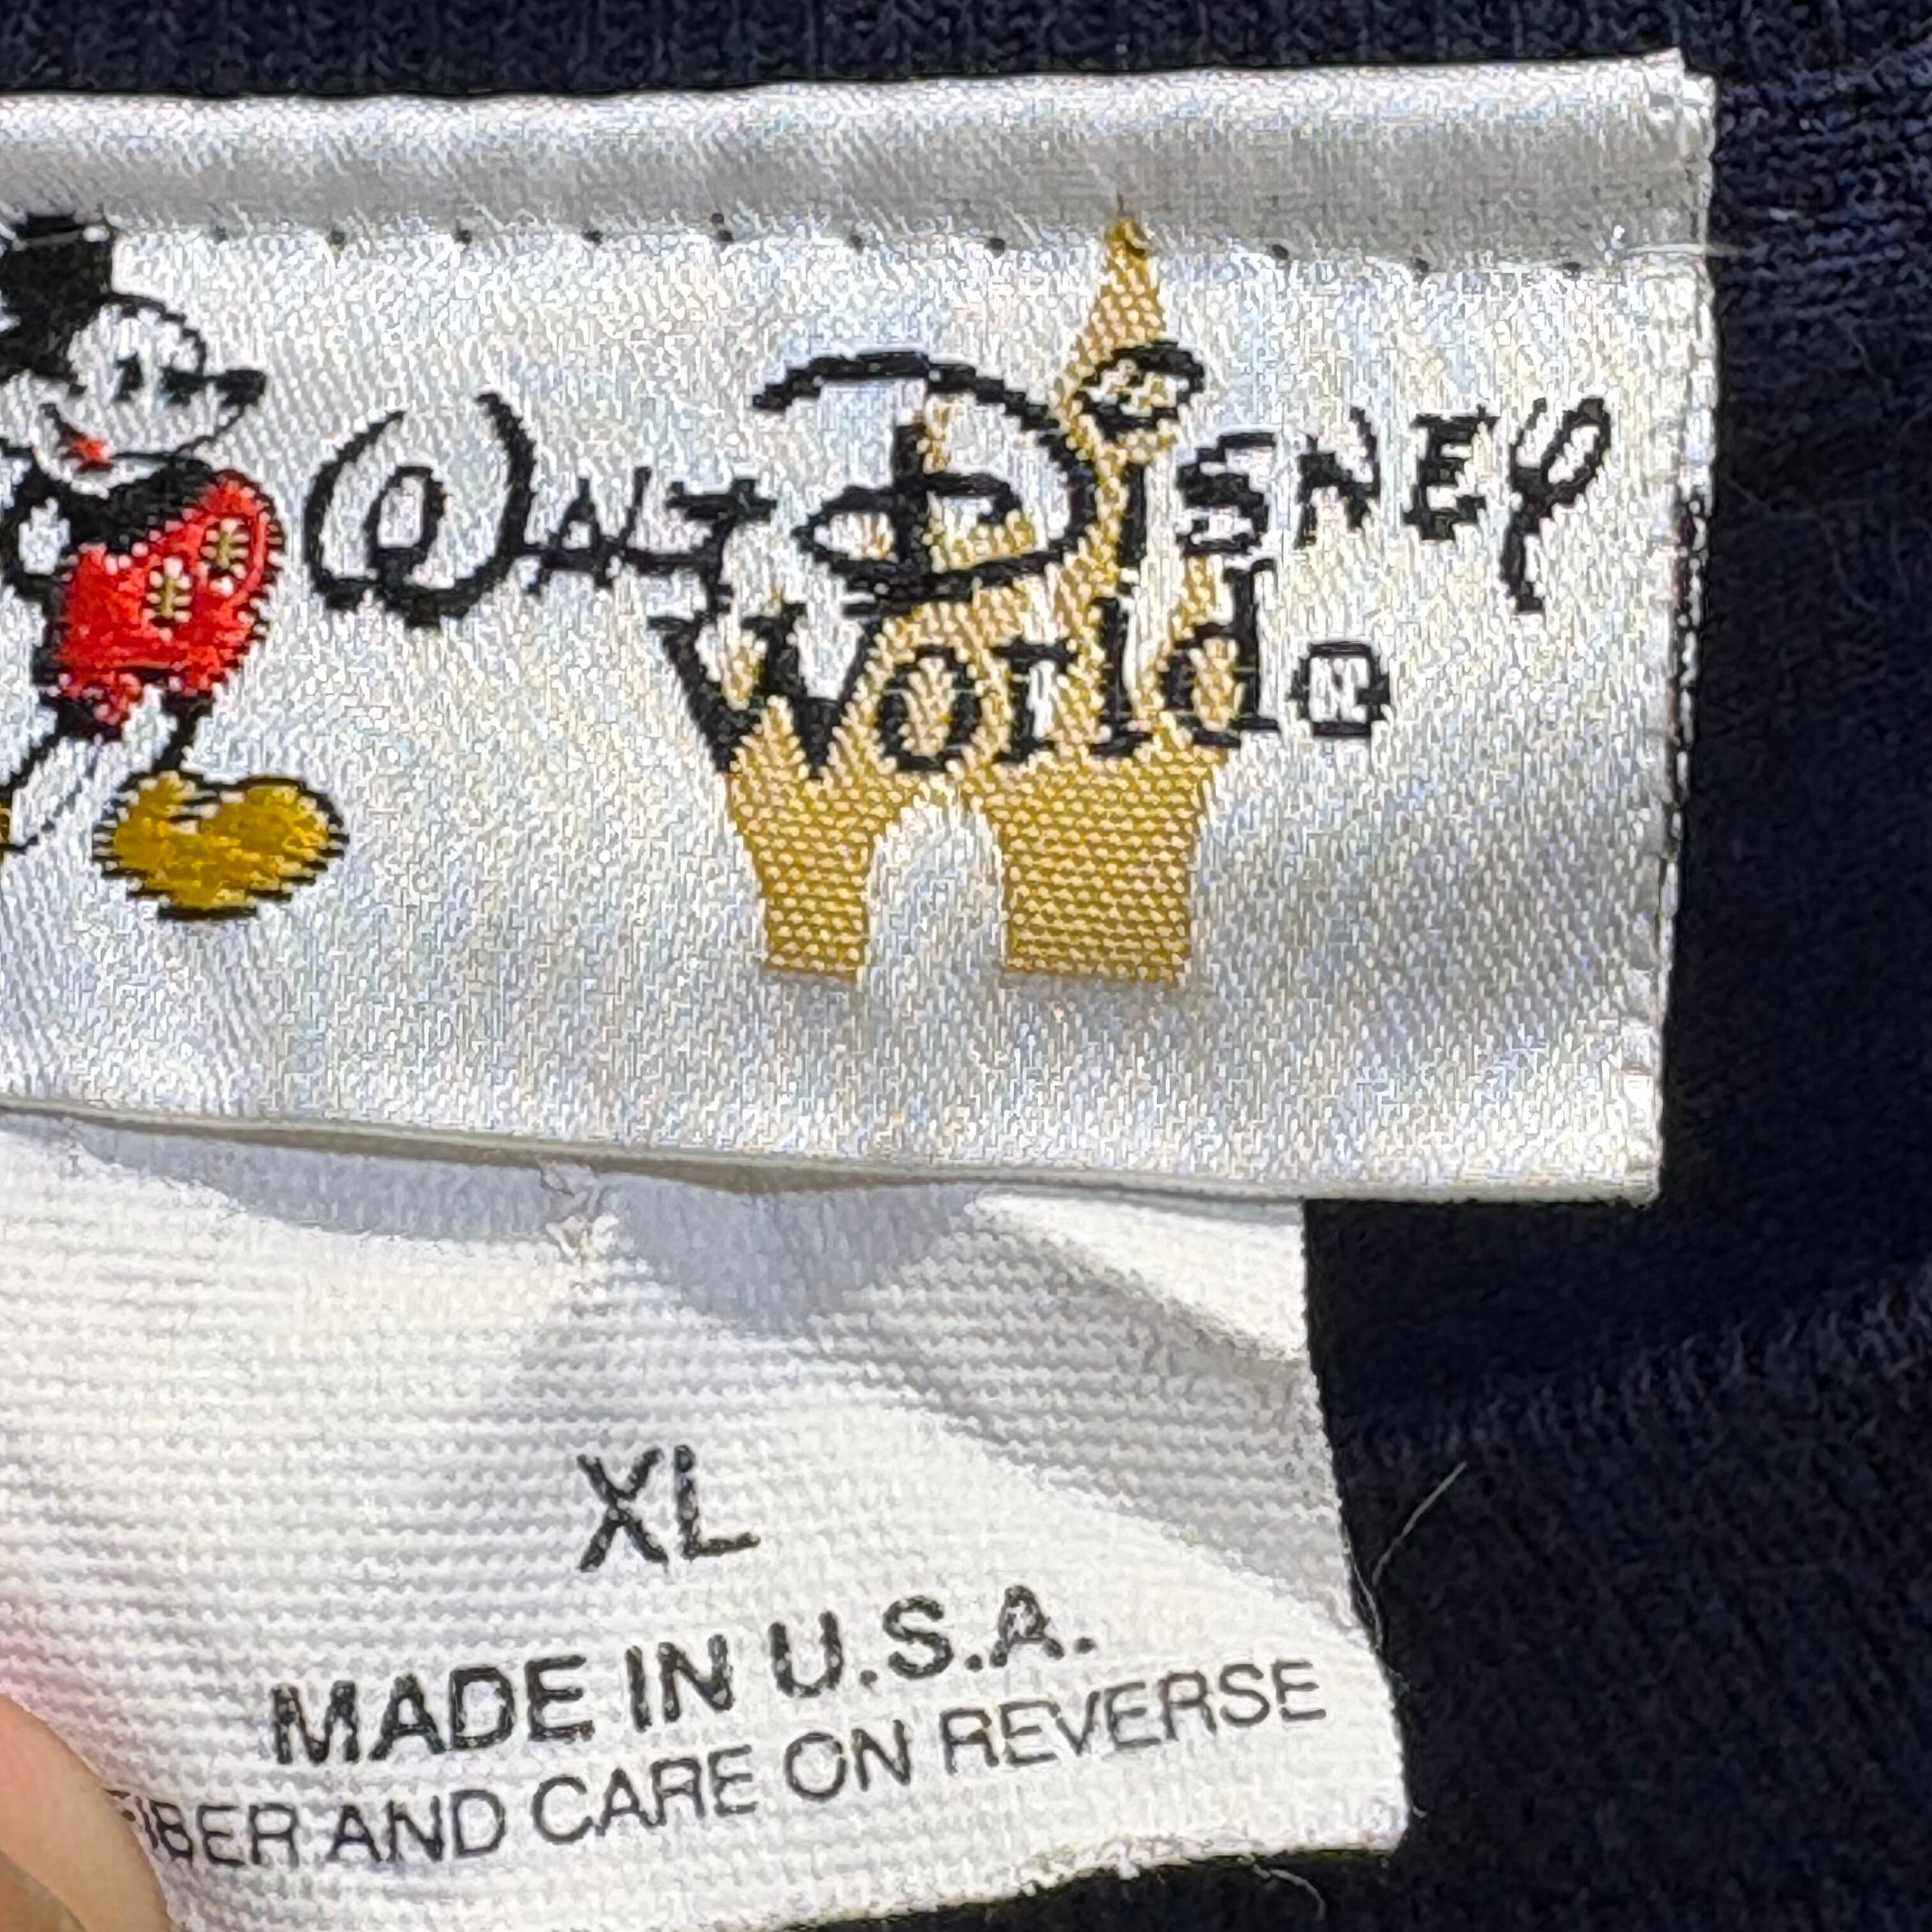 Walt Disney
World®
XL
MADE IN U.S.A.
FIBER AND CARE ON REVERSE